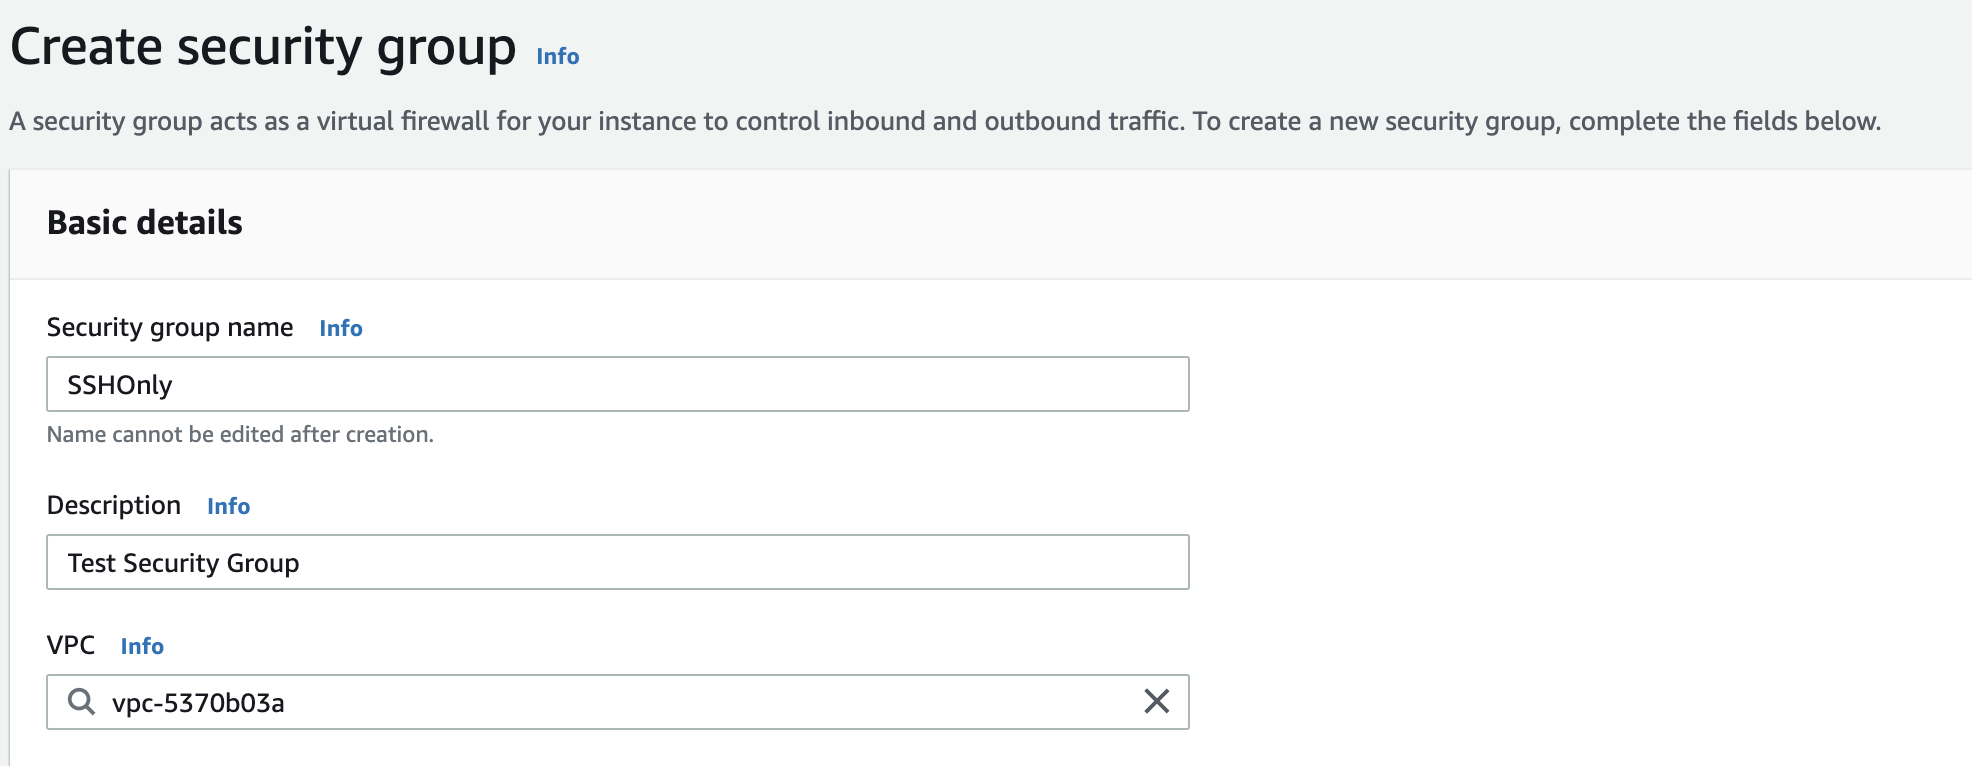 Create security group Info
A security group acts as a virtual firewall for your instance to control inbound and outbound traffic. To create a new security group, complete the fields below.
Basic details
Security group name Info
SSHOnly
Name cannot be edited after creation.
Description Info
Test Security Group
VPC Info
vpc-5370b03a